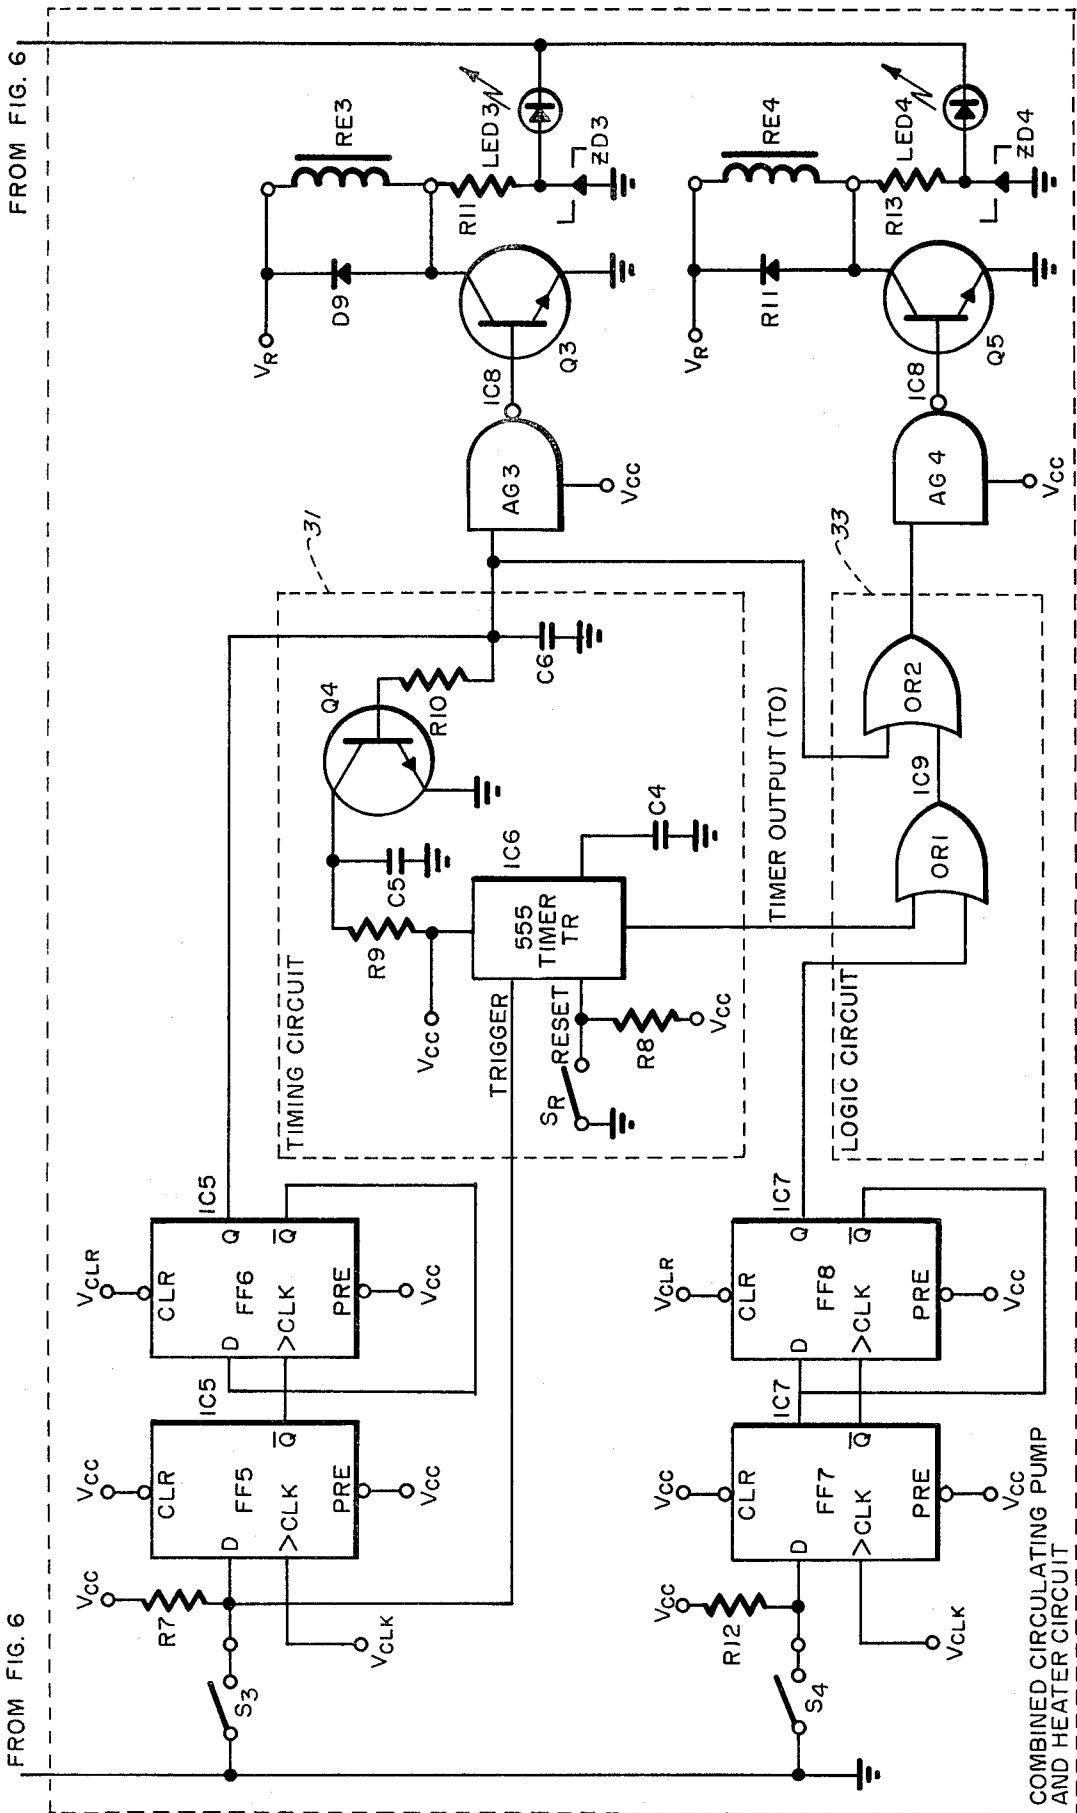 FROM FIG. 6
FROM FIG. 6
S3
R7
VCC
VCLK
VCC
CLR
D
FF5
>CLK
Q
PRE
VCC
IC5
VCLR
CLR
D
Q
FF6
>CLK
Q
PRE
VCC
IC5
TIMING CIRCUIT
31
TRIGGER
RESET
SR
R8
VCC
VCC
R9
C5
555
TIMER
TR
IC6
C4
Q4
R10
C6
TIMER OUTPUT (TO)
AG3
VCC
IC8
Q3
VR
D9
RE3
R11
LED3
ZD3
S4
R12
VCC
VCLK
VCC
CLR
D
FF7
>CLK
Q
PRE
VCC
IC7
VCLR
CLR
D
Q
FF8
>CLK
Q
PRE
VCC
IC7
LOGIC CIRCUIT
33
OR1
IC9
OR2
AG4
VCC
IC8
Q5
VR
R11
RE4
R13
LED4
ZD4
COMBINED CIRCULATING PUMP
AND HEATER CIRCUIT